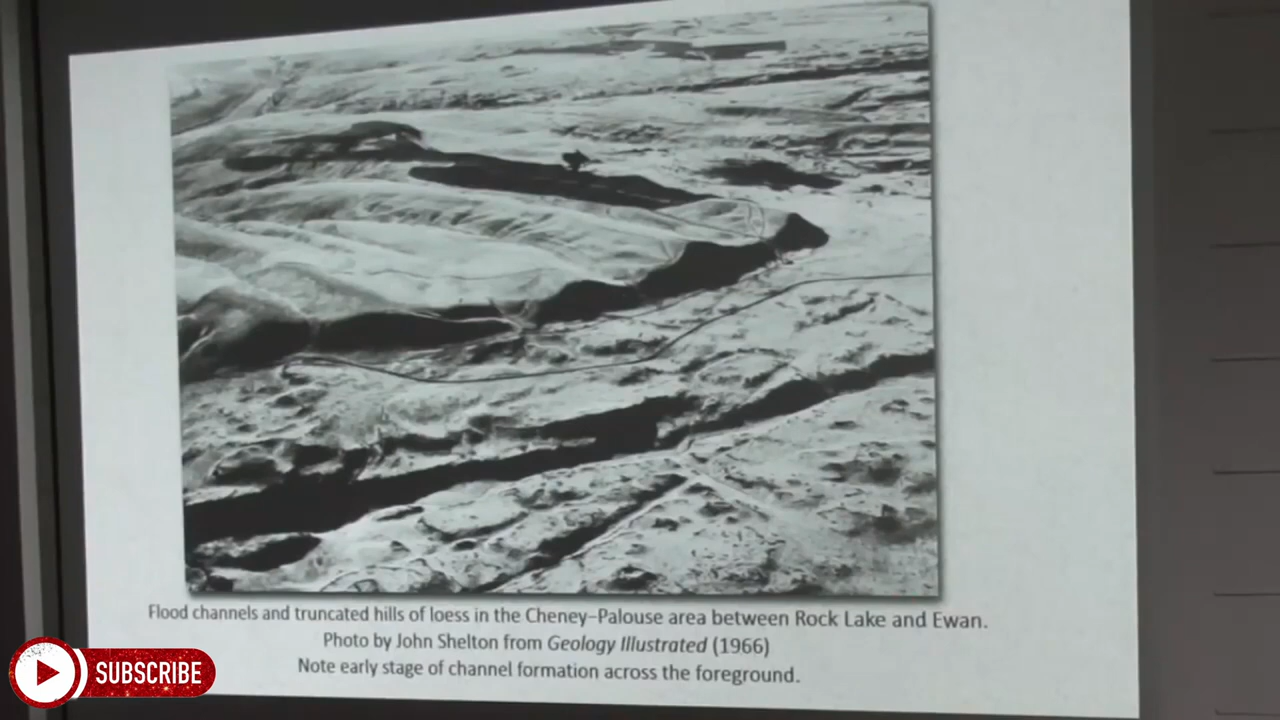 Flood channels and truncated hills of loess in the Cheney–Palouse area between Rock Lake and Ewan.
Photo by John Shelton from Geology Illustrated (1966)
Note early stage of channel formation across the foreground.
SUBSCRIBE